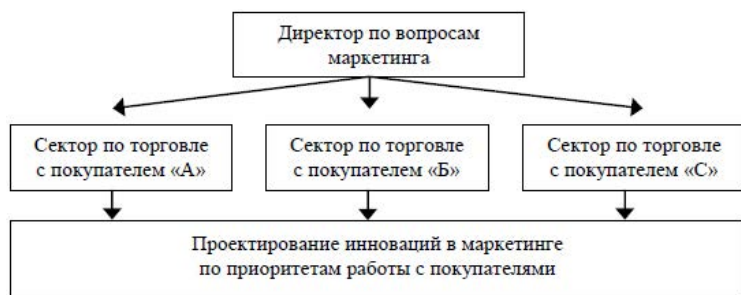 Директор по вопросам
маркетинга
Сектор по торговле
с покупателем «А»
Сектор по торговле
с покупателем «Б»
Сектор по торговле
с покупателем «С»
Проектирование инноваций в маркетинге
по приоритетам работы с покупателями